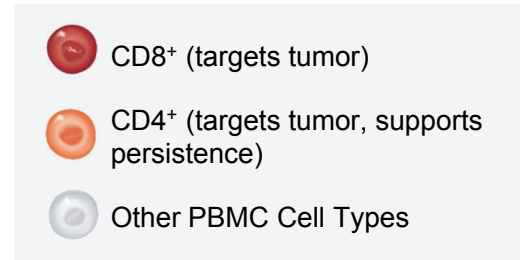 CD8⁺ (targets tumor)
CD4⁺ (targets tumor, supports
persistence)
Other PBMC Cell Types